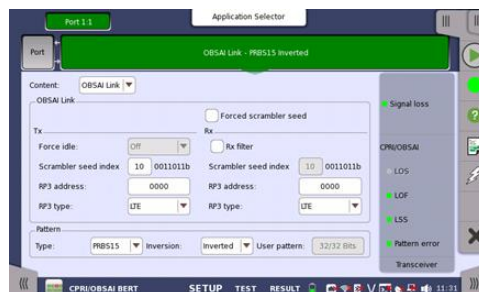 Port 1:1
Application Selector
Port
OBSAI Link - PRBS15 Inverted
Content: OBSAI Link
OBSAI Link
Forced scrambler seed
Tx
Rx
Force idle: Off
Rx filter
Scrambler seed index 10 0011011b
Scrambler seed index 10 0011011b
RP3 address: 0000
RP3 address: 0000
RP3 type: LTE
RP3 type: LTE
Pattern
Type: PRBS15 Inversion: Inverted User pattern: 32/32 Bits
Signal loss
CPRI/OBSAI
LOS
LOF
LSS
Pattern error
Transceiver
CPRI/OBSAI BERT
SETUP TEST RESULT
11:31